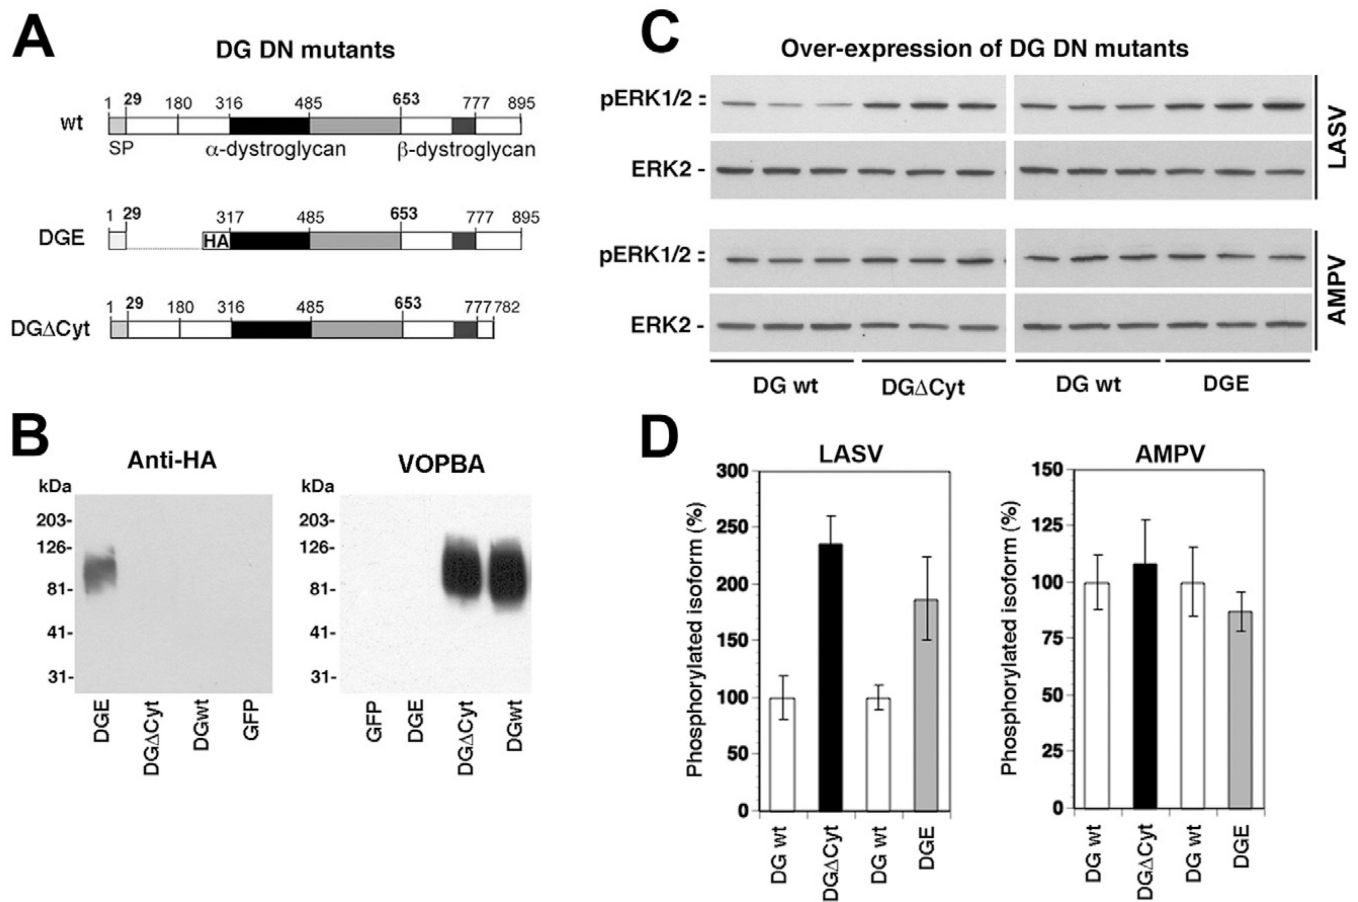 A
DG DN mutants
1 29 180 316 485 653 777 895
wt
SP α-dystroglycan β-dystroglycan
1 29 317 485 653 777 895
DGE HA
1 29 180 316 485 653 777 782
DGΔCyt
B
Anti-HA
kDa
203-
126-
81-
41-
31-
DGE
DGΔCyt
DGwt
GFP
VOPBA
kDa
203-
126-
81-
41-
31-
GFP
DGE
DGΔCyt
DGwt
C
Over-expression of DG DN mutants
pERK1/2 =
ERK2 -
LASV
pERK1/2 =
ERK2 -
AMPV
DG wt DGΔCyt DG wt DGE
D
LASV
Phosphorylated isoform (%)
300
250
200
150
100
50
0
DG wt
DGΔCyt
DG wt
DGE
AMPV
Phosphorylated isoform (%)
150
125
100
75
50
25
0
DG wt
DGΔCyt
DG wt
DGE